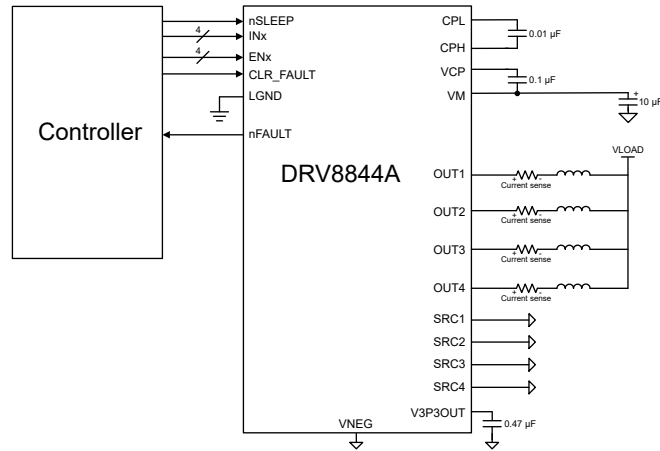 Controller
nSLEEP
4
INx
4
ENx
CLR_FAULT
LGND
nFAULT
DRV8844A
CPL
0.01 µF
CPH
VCP
0.1 µF
VM
+
10 µF
VLOAD
OUT1
+ -
Current sense
OUT2
+ -
Current sense
OUT3
+ -
Current sense
OUT4
+ -
Current sense
SRC1
SRC2
SRC3
SRC4
V3P3OUT
0.47 µF
VNEG